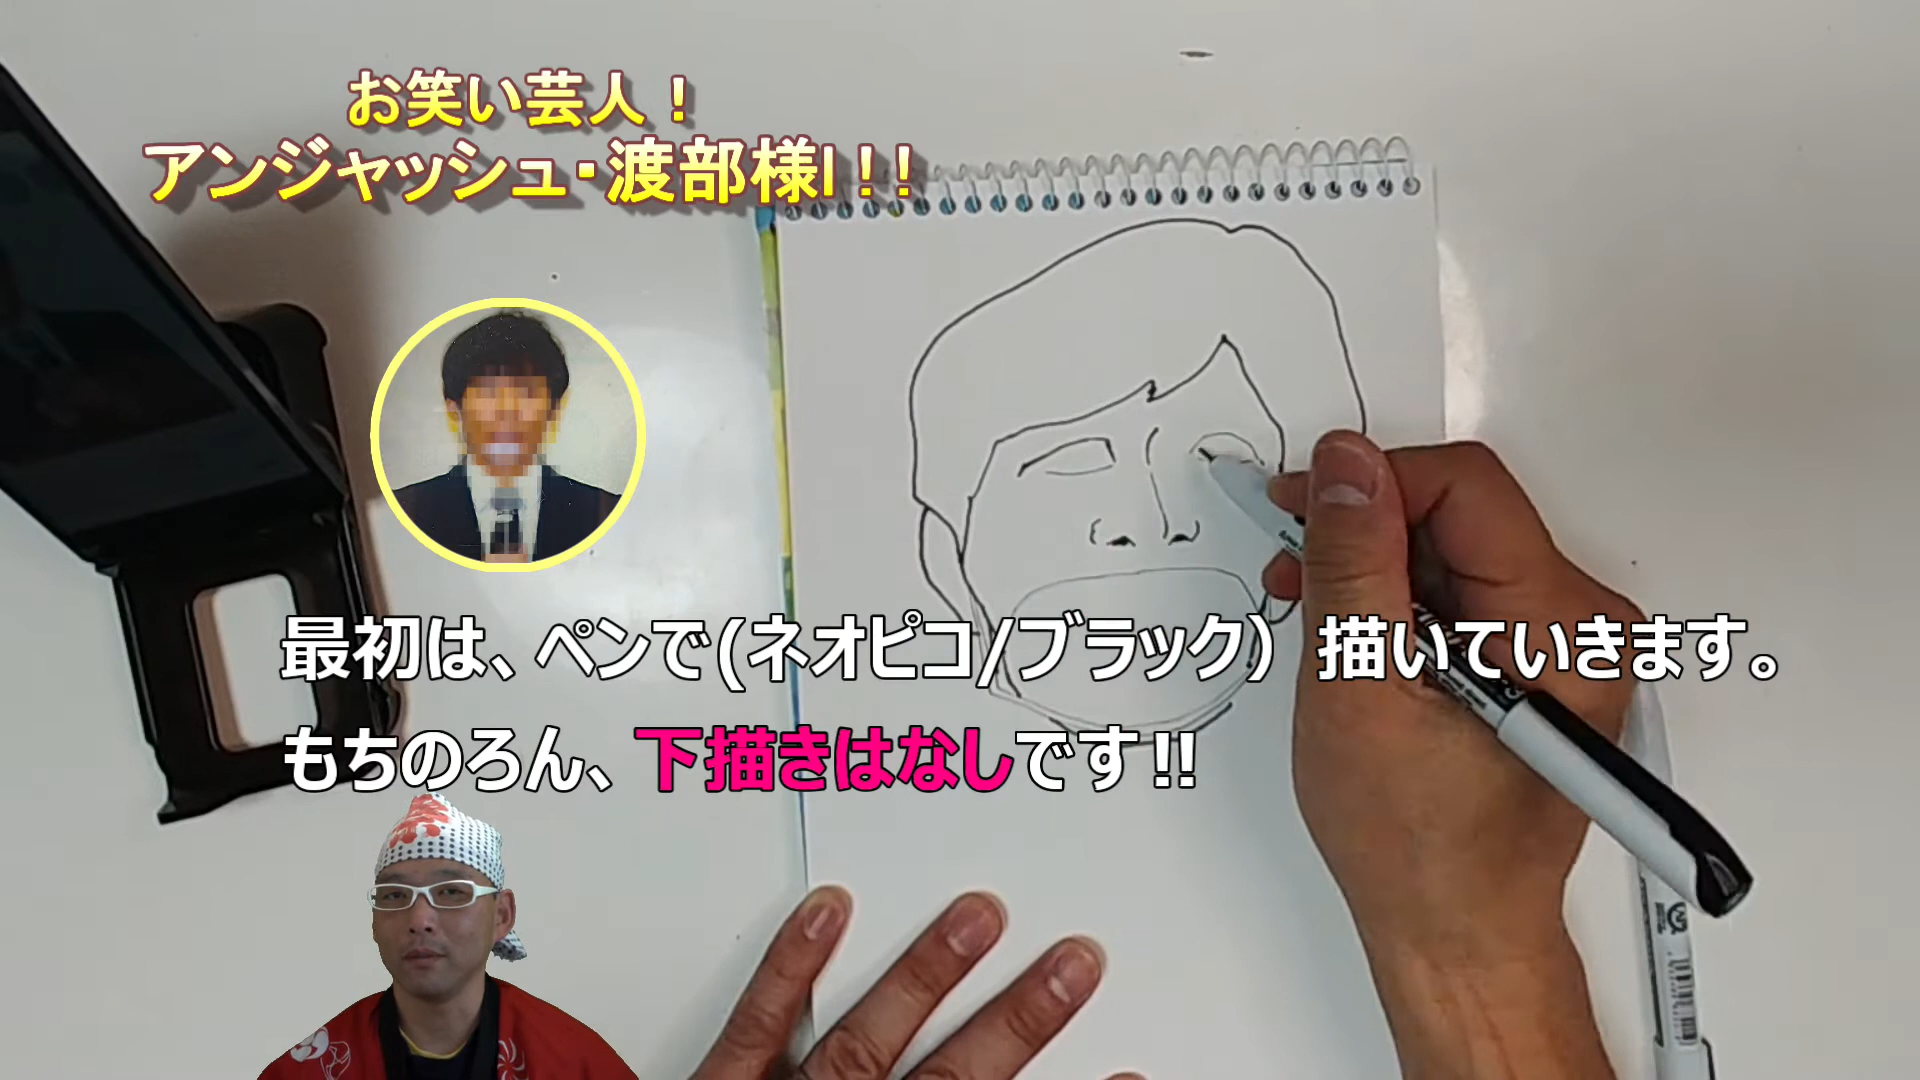 お笑い芸人！
アンジャッシュ・渡部様！！！
最初は、ペンで(ネオピコ/ブラック）描いていきます。
もちのろん、下描きはなしです!!